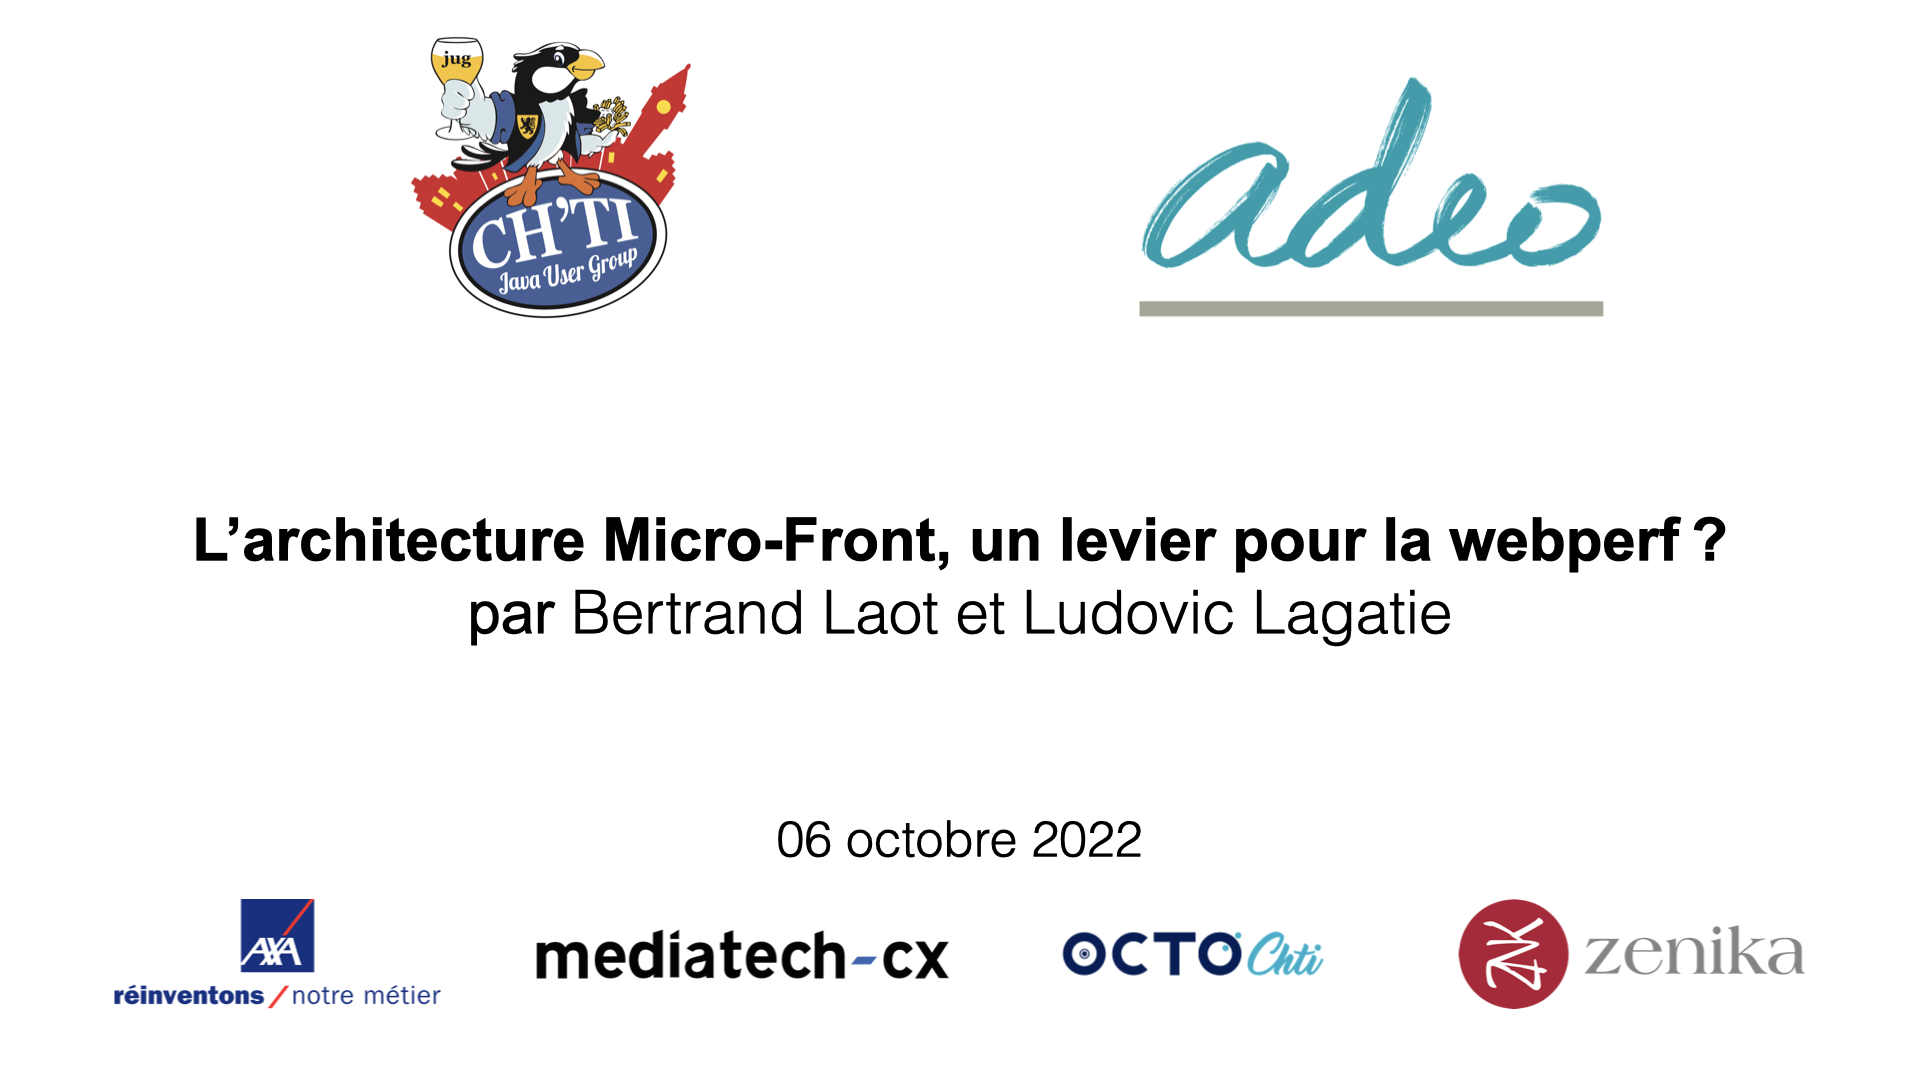 jug
CH'TI
Java User Group
adeo
L’architecture Micro-Front, un levier pour la webperf ?
par Bertrand Laot et Ludovic Lagatie
06 octobre 2022
AXA
réinventons / notre métier
mediatech-cx
OCTO Chti
zenika